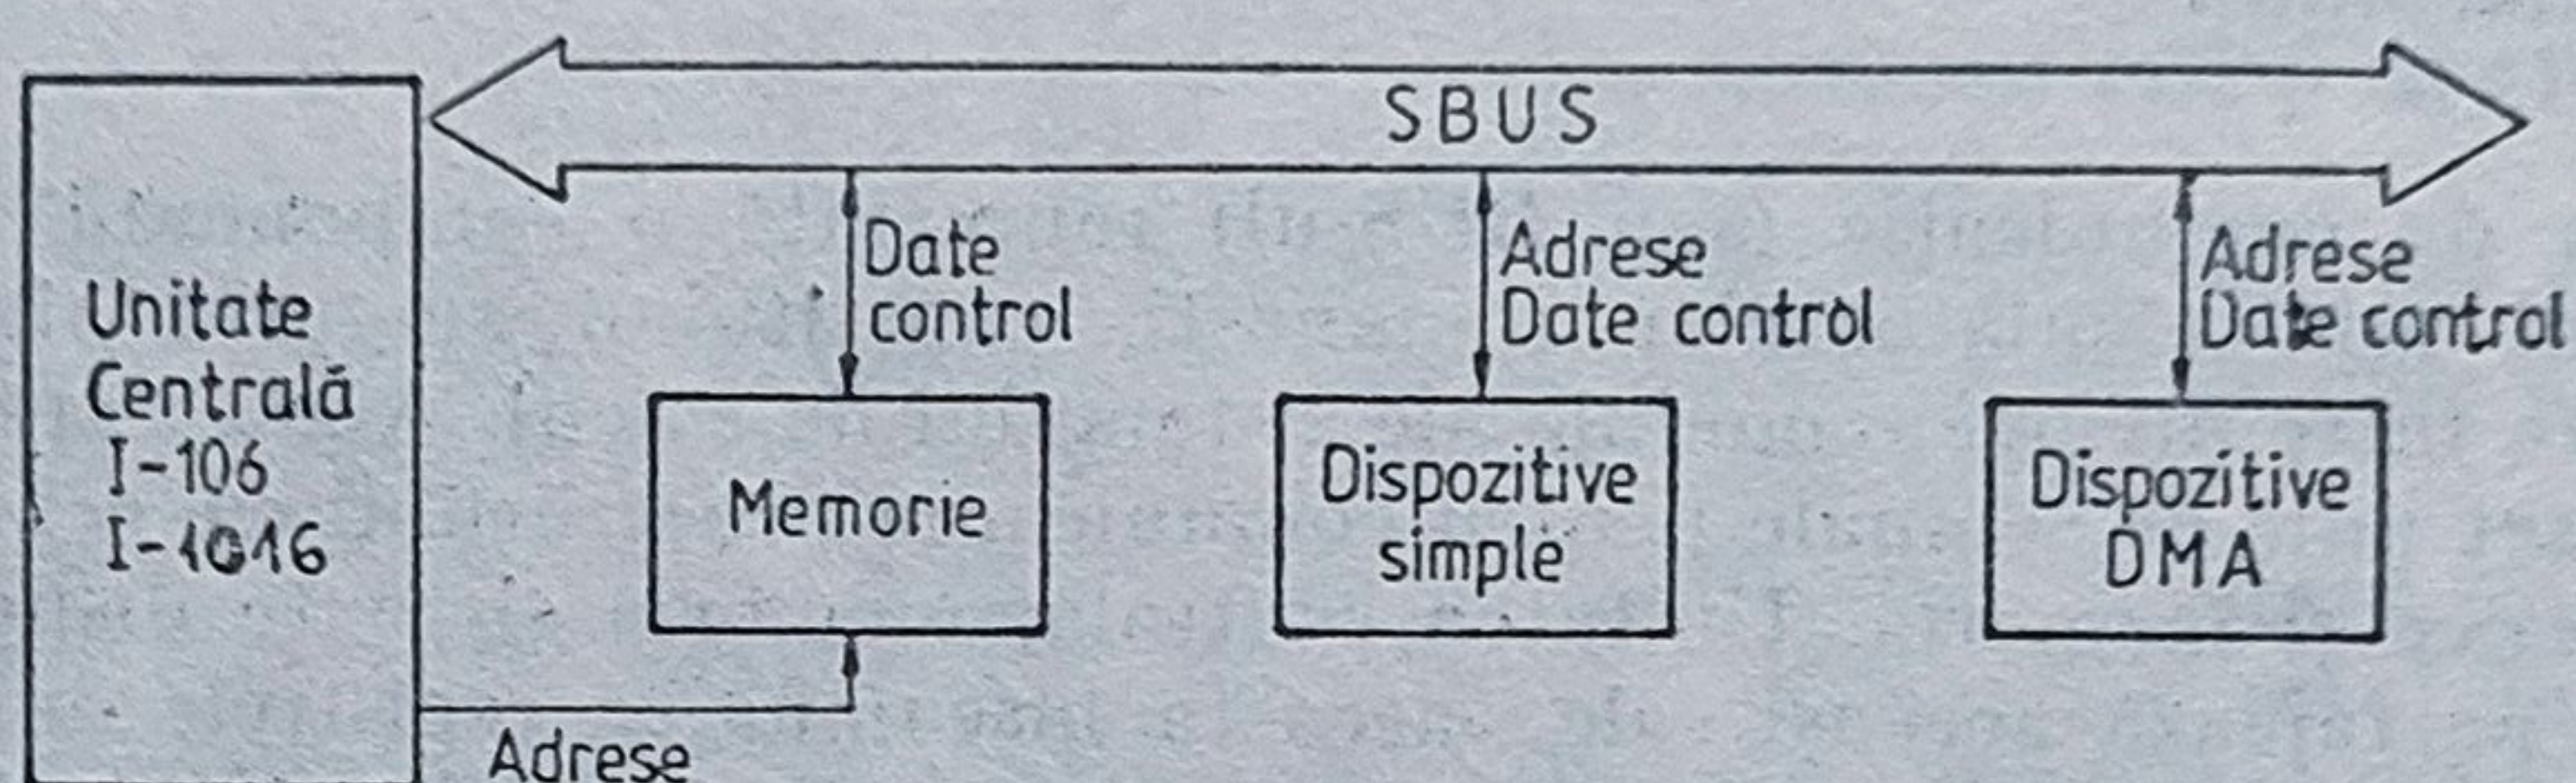 SBUS
Unitate
Centrală
I-106
I-1016
Date
control
Adrese
Date control
Adrese
Date control
Memorie
Dispozitive
simple
Dispozitive
DMA
Adrese